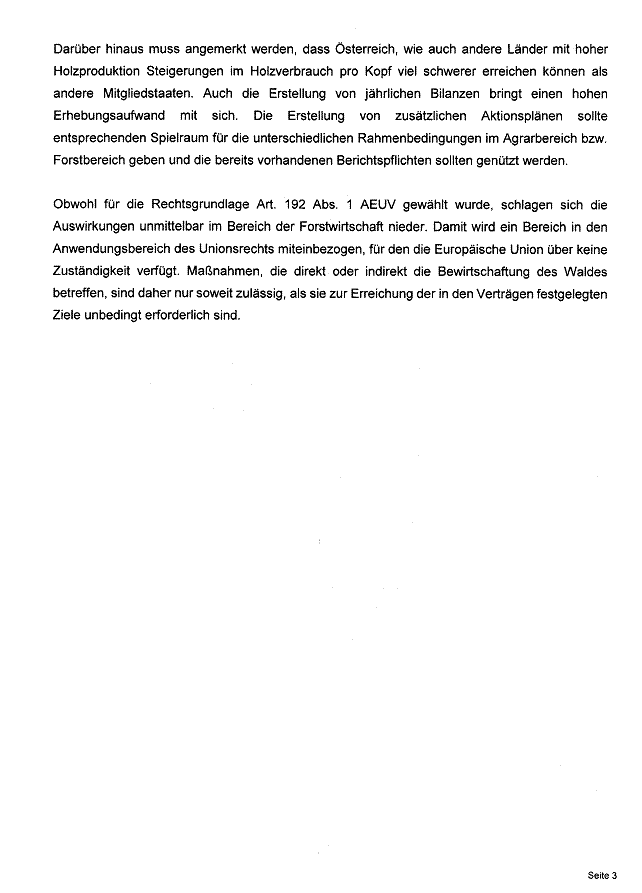 Darüber hinaus muss angemerkt werden, dass Österreich, wie auch andere Länder mit hoher
Holzproduktion Steigerungen im Holzverbrauch pro Kopf viel schwerer erreichen können als
andere Mitgliedstaaten. Auch die Erstellung von jährlichen Bilanzen bringt einen hohen
Erhebungsaufwand mit sich. Die Erstellung von zusätzlichen Aktionsplänen sollte
entsprechenden Spielraum für die unterschiedlichen Rahmenbedingungen im Agrarbereich bzw.
Forstbereich geben und die bereits vorhandenen Berichtspflichten sollten genützt werden.
Obwohl für die Rechtsgrundlage Art. 192 Abs. 1 AEUV gewählt wurde, schlagen sich die
Auswirkungen unmittelbar im Bereich der Forstwirtschaft nieder. Damit wird ein Bereich in den
Anwendungsbereich des Unionsrechts miteinbezogen, für den die Europäische Union über keine
Zuständigkeit verfügt. Maßnahmen, die direkt oder indirekt die Bewirtschaftung des Waldes
betreffen, sind daher nur soweit zulässig, als sie zur Erreichung der in den Verträgen festgelegten
Ziele unbedingt erforderlich sind.
Seite 3